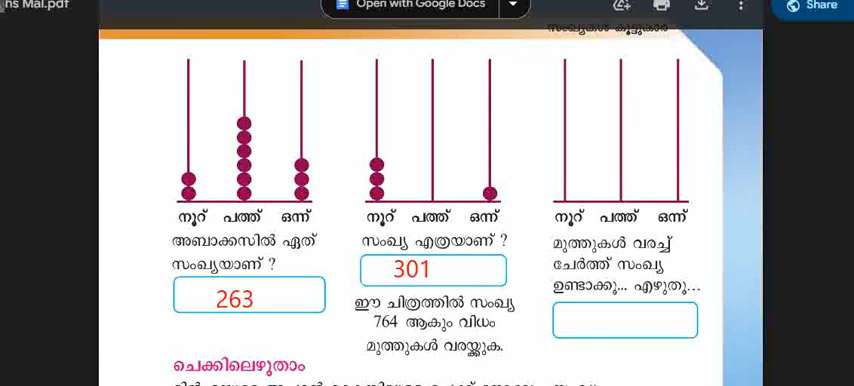 hs Mal.pdf
Open with Google Docs
Share
സംഖ്യകൾ കൂട്ടുകാർ
നൂറ് പത്ത് ഒന്ന്
അബാക്കസിൽ ഏത്
സംഖ്യയാണ് ?
263
നൂറ് പത്ത് ഒന്ന്
സംഖ്യ എത്രയാണ് ?
301
ഈ ചിത്രത്തിൽ സംഖ്യ
764 ആകും വിധം
മുത്തുകൾ വരയ്ക്കുക.
നൂറ് പത്ത് ഒന്ന്
മുത്തുകൾ വരച്ച്
ചേർത്ത് സംഖ്യ
ഉണ്ടാക്കൂ... എഴുതൂ...
ചെക്കിലെഴുതാം